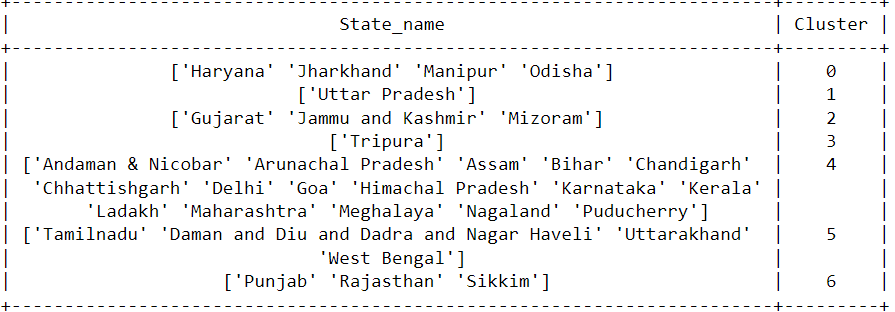 +-----------------------------------------------------------------+---------+
| State_name | Cluster |
+-----------------------------------------------------------------+---------+
| ['Haryana' 'Jharkhand' 'Manipur' 'Odisha'] | 0 |
| ['Uttar Pradesh'] | 1 |
| ['Gujarat' 'Jammu and Kashmir' 'Mizoram'] | 2 |
| ['Tripura'] | 3 |
| ['Andaman & Nicobar' 'Arunachal Pradesh' 'Assam' 'Bihar' 'Chandigarh' | 4 |
| 'Chhattishgarh' 'Delhi' 'Goa' 'Himachal Pradesh' 'Karnataka' 'Kerala' | |
| 'Ladakh' 'Maharashtra' 'Meghalaya' 'Nagaland' 'Puducherry'] | |
| ['Tamilnadu' 'Daman and Diu and Dadra and Nagar Haveli' 'Uttarakhand' | 5 |
| 'West Bengal'] | |
| ['Punjab' 'Rajasthan' 'Sikkim'] | 6 |
+-----------------------------------------------------------------+---------+